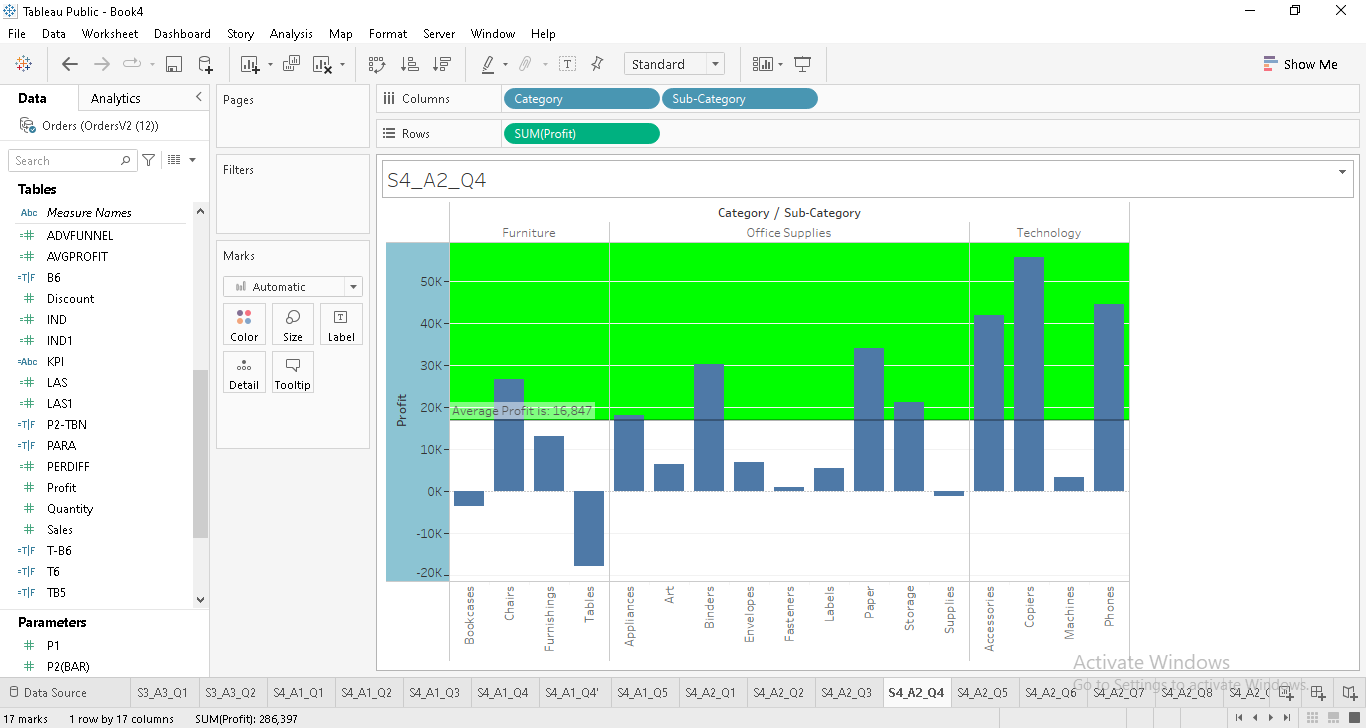 Tableau Public - Book4
File Data Worksheet Dashboard Story Analysis Map Format Server Window Help
Standard
Show Me
Data Analytics
Orders (OrdersV2 (12))
Search
Tables
Abc Measure Names
ADVFUNNEL
AVGPROFIT
=T|F B6
Discount
IND
IND1
=Abc KPI
LAS
LAS1
=T|F P2-TBN
=T|F PARA
PERDIFF
Profit
Quantity
Sales
=T|F T-B6
=T|F T6
=T|F TB5
Parameters
P1
P2(BAR)
Pages
Filters
Marks
Automatic
Color Size Label
Detail Tooltip
Columns Category Sub-Category
Rows SUM(Profit)
S4_A2_Q4
Category / Sub-Category
Furniture Office Supplies Technology
Profit
50K
40K
30K
20K
10K
0K
-10K
-20K
Average Profit is: 16,847
Bookcases Chairs Furnishings Tables Appliances Art Binders Envelopes Fasteners Labels Paper Storage Supplies Accessories Copiers Machines Phones
Activate Windows
Go to Settings to activate Windows.
Data Source S3_A3_Q1 S3_A3_Q2 S4_A1_Q1 S4_A1_Q2 S4_A1_Q3 S4_A1_Q4 S4_A1_Q4' S4_A1_Q5 S4_A2_Q1 S4_A2_Q2 S4_A2_Q3 S4_A2_Q4 S4_A2_Q5 S4_A2_Q6 S4_A2_Q7 S4_A2_Q8
17 marks 1 row by 17 columns SUM(Profit): 286,397